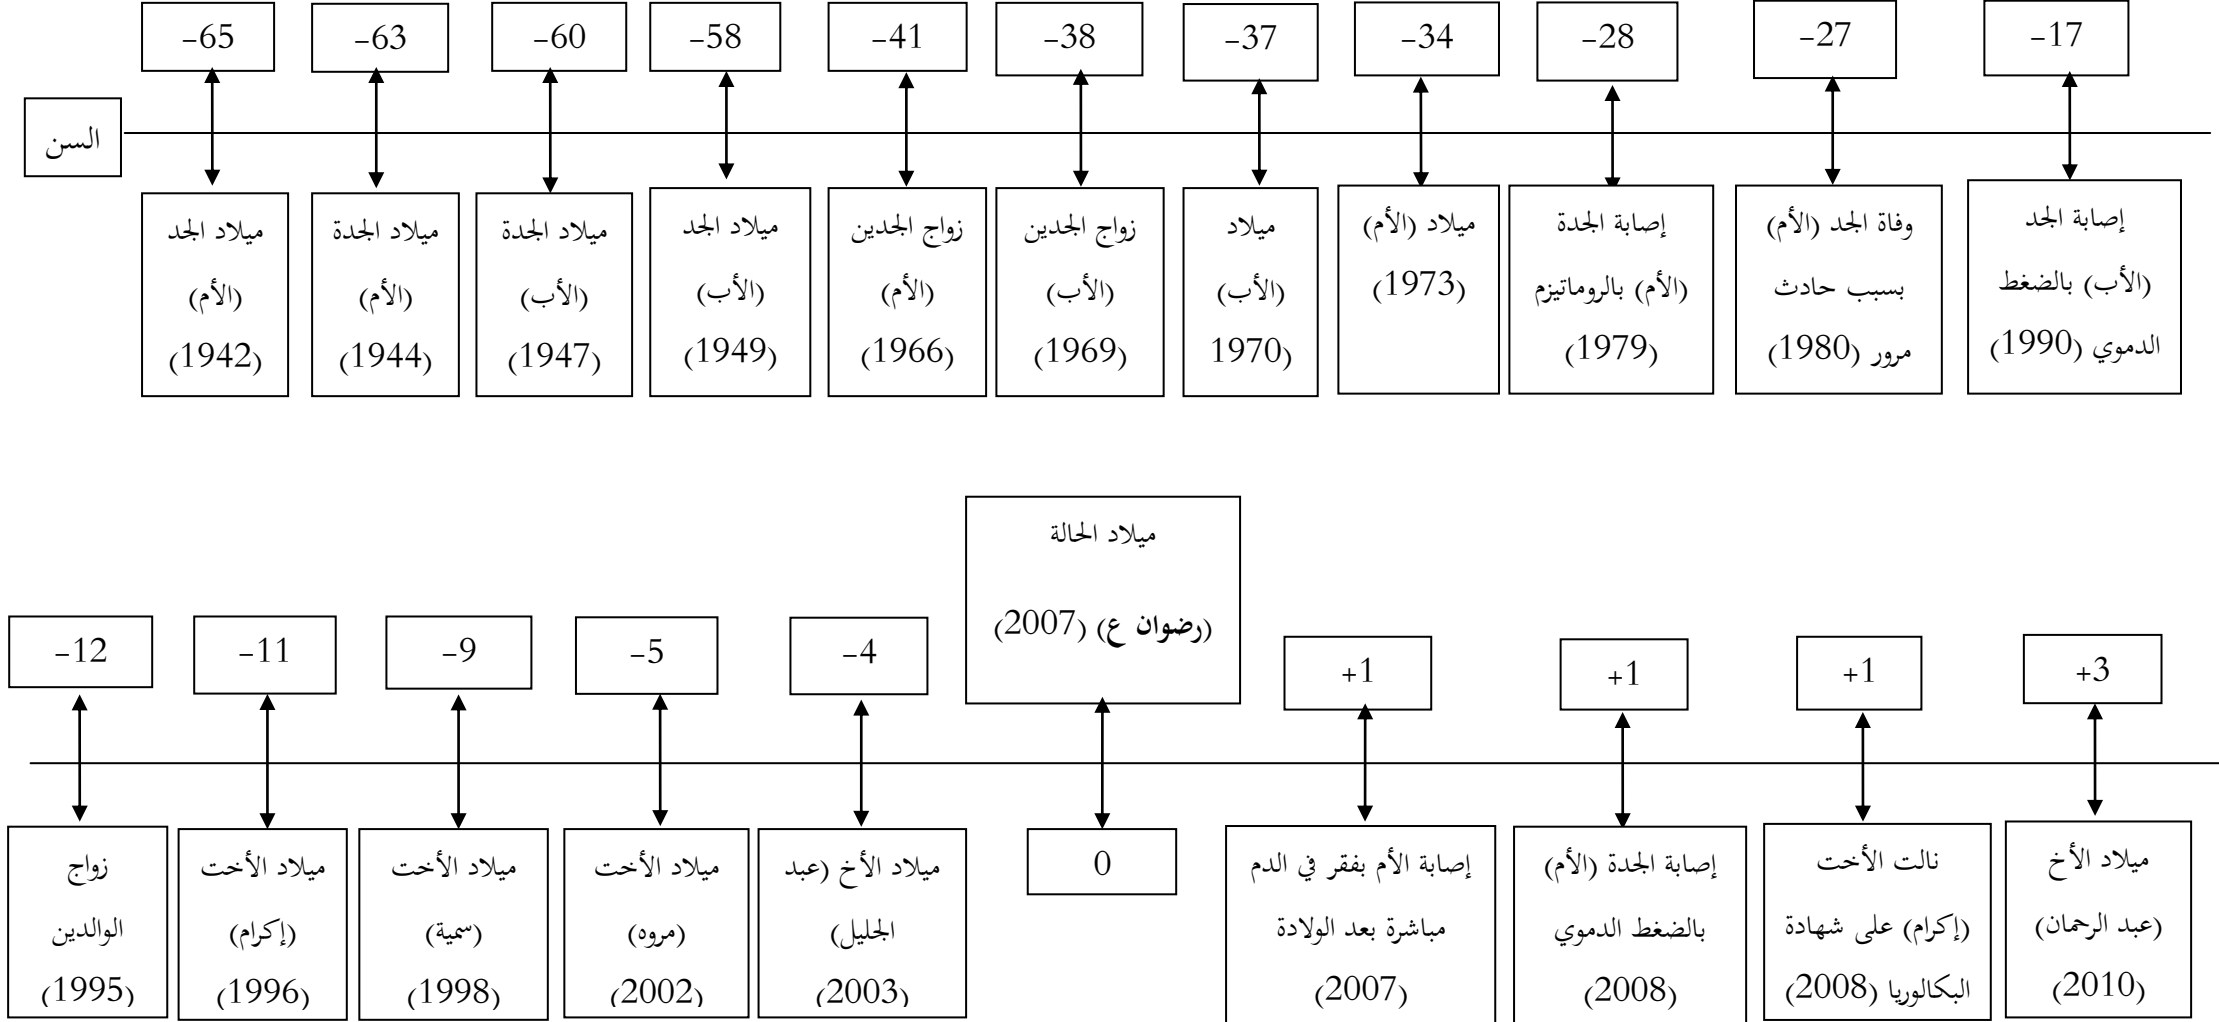 -65
-63
-60
-58
-41
-38
-37
-34
-28
-27
-17
السن
ميلاد الجد
(الأم)
(1942)
ميلاد الجدة
(الأم)
(1944)
ميلاد الجدة
(الأب)
(1947)
ميلاد الجد
(الأب)
(1949)
زواج الجدين
(الأم)
(1966)
زواج الجدين
(الأب)
(1969)
ميلاد
(الأب)
1970)
ميلاد (الأم)
(1973)
إصابة الجدة
(الأم) بالروماتيزم
(1979)
وفاة الجد (الأم)
بسبب حادث
مرور (1980)
إصابة الجد
(الأب) بالضغط
الدموي (1990)
ميلاد الحالة
(رضوان ع) (2007)
-12
-11
-9
-5
-4
+1
+1
+1
+3
زواج
الوالدين
(1995)
ميلاد الأخت
(إكرام)
(1996)
ميلاد الأخت
(سمية)
(1998)
ميلاد الأخت
(مروه)
(2002)
ميلاد الأخ (عبد
الجليل)
(2003)
0
إصابة الأم بفقر في الدم
مباشرة بعد الولادة
(2007)
إصابة الجدة (الأم)
بالضغط الدموي
(2008)
نالت الأخت
(إكرام) على شهادة
البكالوريا (2008)
ميلاد الأخ
(عبد الرحمان)
(2010)